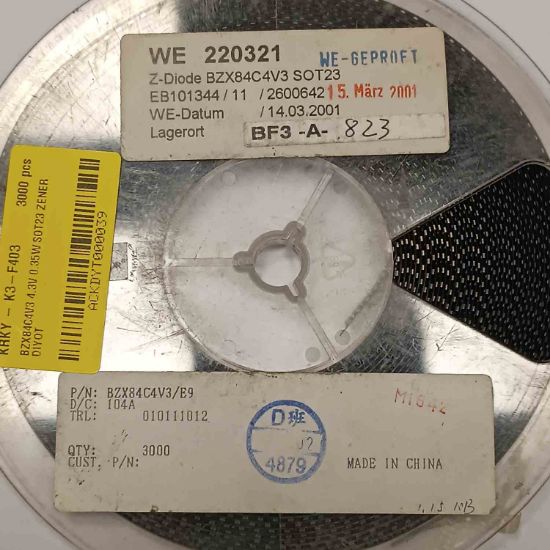 WE 220321
WE-GEPRÜFT
Z-Diode BZX84C4V3 SOT23
EB101344 / 11 / 2600642
15. März 2001
WE-Datum / 14.03.2001
Lagerort BF3 -A- 823
KRKY - K3-F403 3000 pcs
BZX84C4V3 4.3V 0.35W SOT23 ZENER
DIYOT
ACKDYT000039
P/N: BZX84C4V3/E9
D/C: 104A
TRL: 010111012
QTY: 3000
CUST. P/N:
D班
4879
M1842
MADE IN CHINA